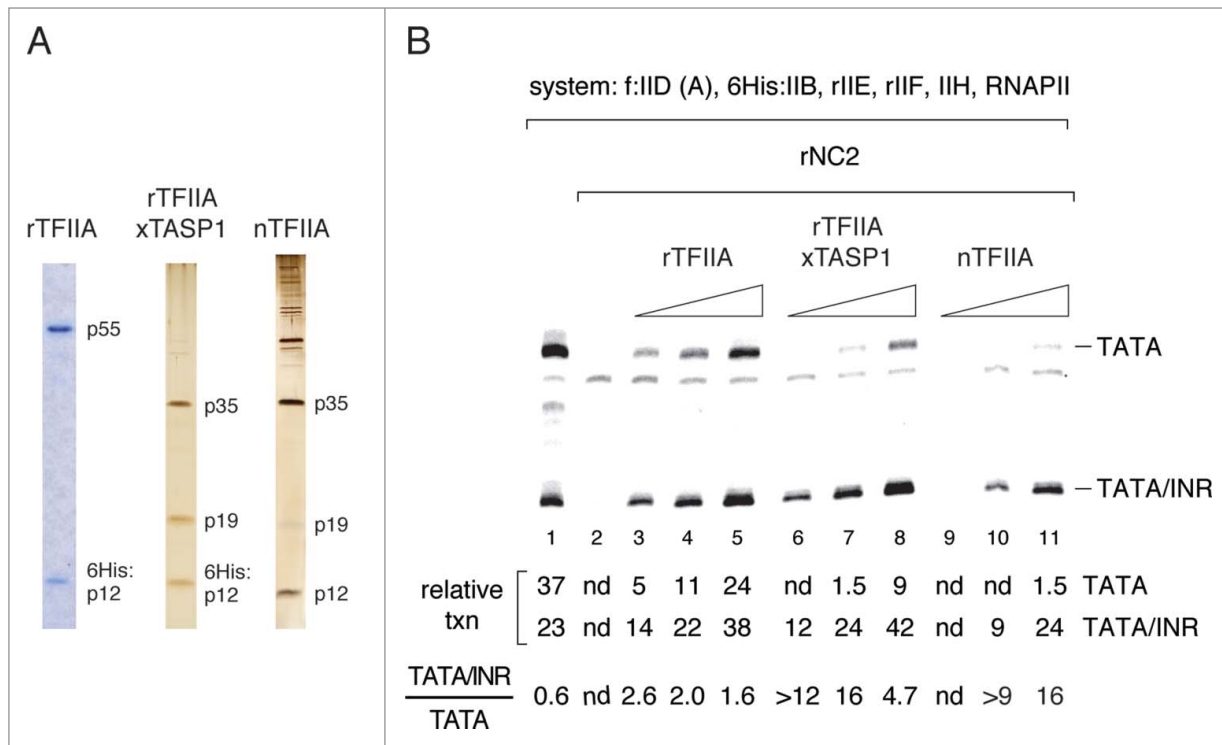 A
rTFIIA
rTFIIA
xTASP1
nTFIIA
p55
6His:
p12
p35
p19
6His:
p12
p35
p19
p12
B
system: f:IID (A), 6His:IIB, rIIE, rIIF, IIH, RNAPII
rNC2
rTFIIA
rTFIIA
xTASP1
nTFIIA
TATA
TATA/INR
1 2 3 4 5 6 7 8 9 10 11
relative
txn
37 nd 5 11 24 nd 1.5 9 nd nd 1.5 TATA
23 nd 14 22 38 12 24 42 nd 9 24 TATA/INR
TATA/INR
TATA
0.6 nd 2.6 2.0 1.6 >12 16 4.7 nd >9 16